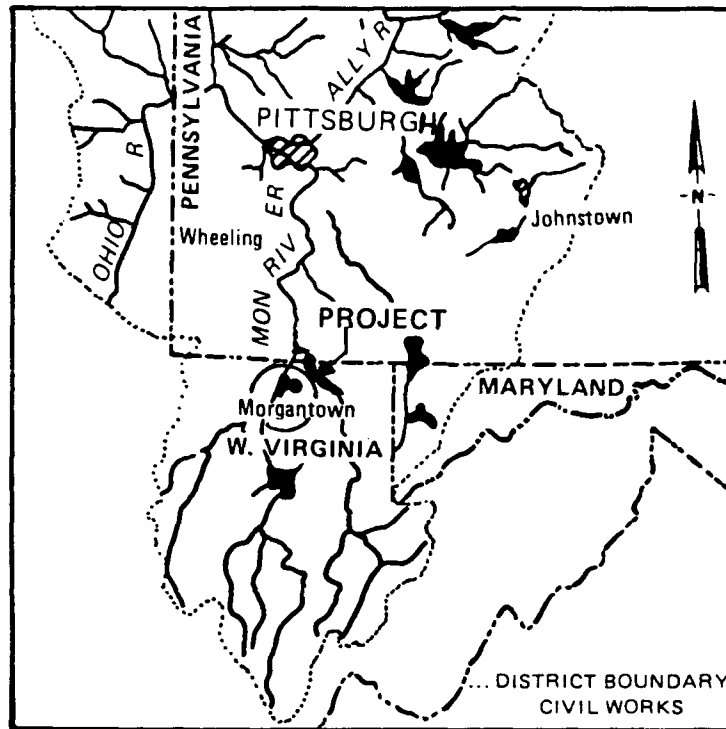 PENNSYLVANIA
ALLY'R
PITTSBURGH
OHIO R
Wheeling
MON RIV ER
Johnstown
-N-
PROJECT
MARYLAND
Morgantown
W. VIRGINIA
... DISTRICT BOUNDARY
CIVIL WORKS